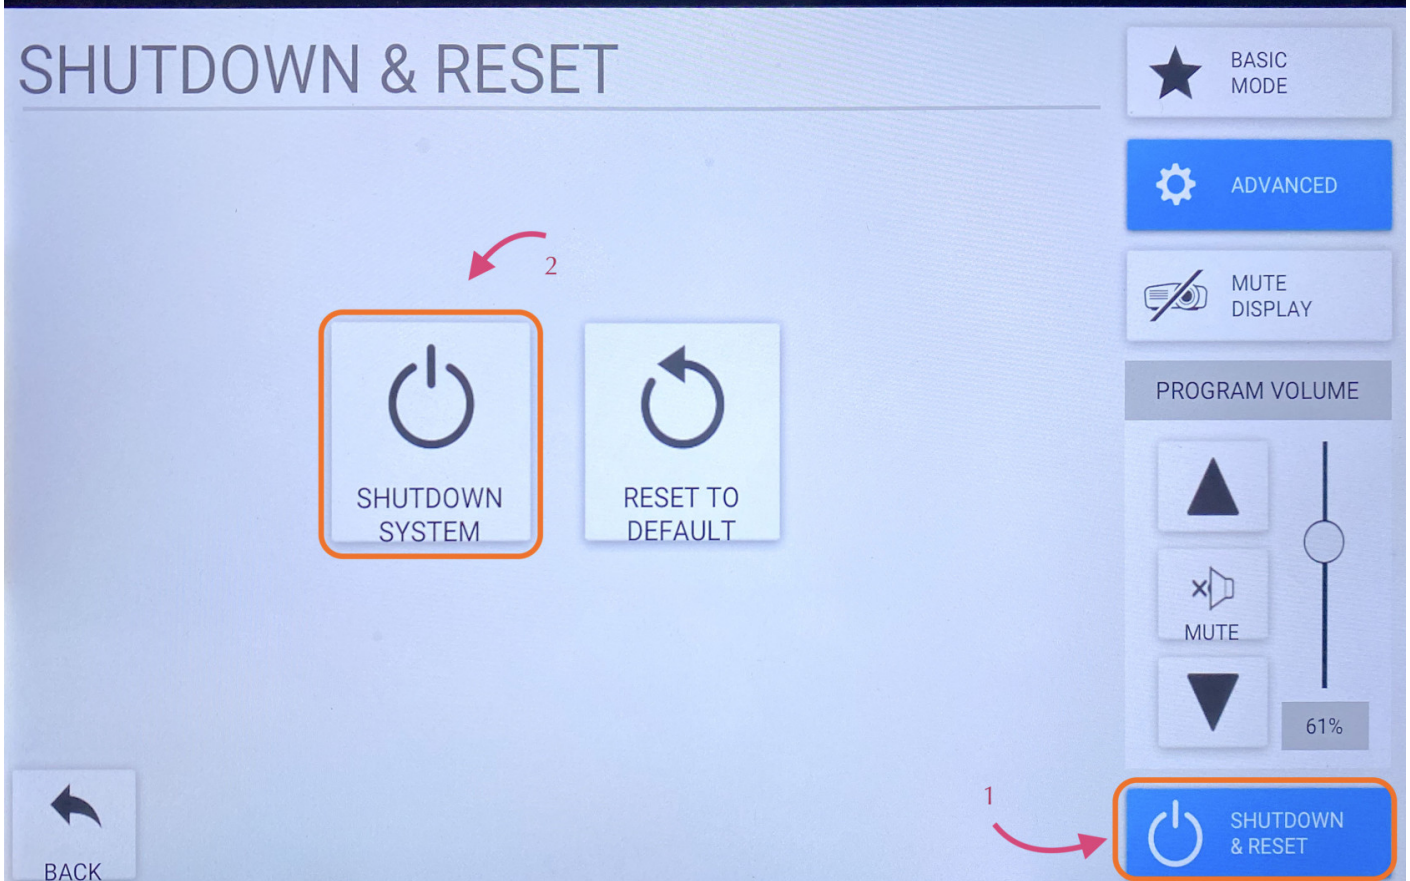 SHUTDOWN & RESET
BASIC
MODE
ADVANCED
MUTE
DISPLAY
PROGRAM VOLUME
2
SHUTDOWN
SYSTEM
RESET TO
DEFAULT
MUTE
61%
1
SHUTDOWN
& RESET
BACK